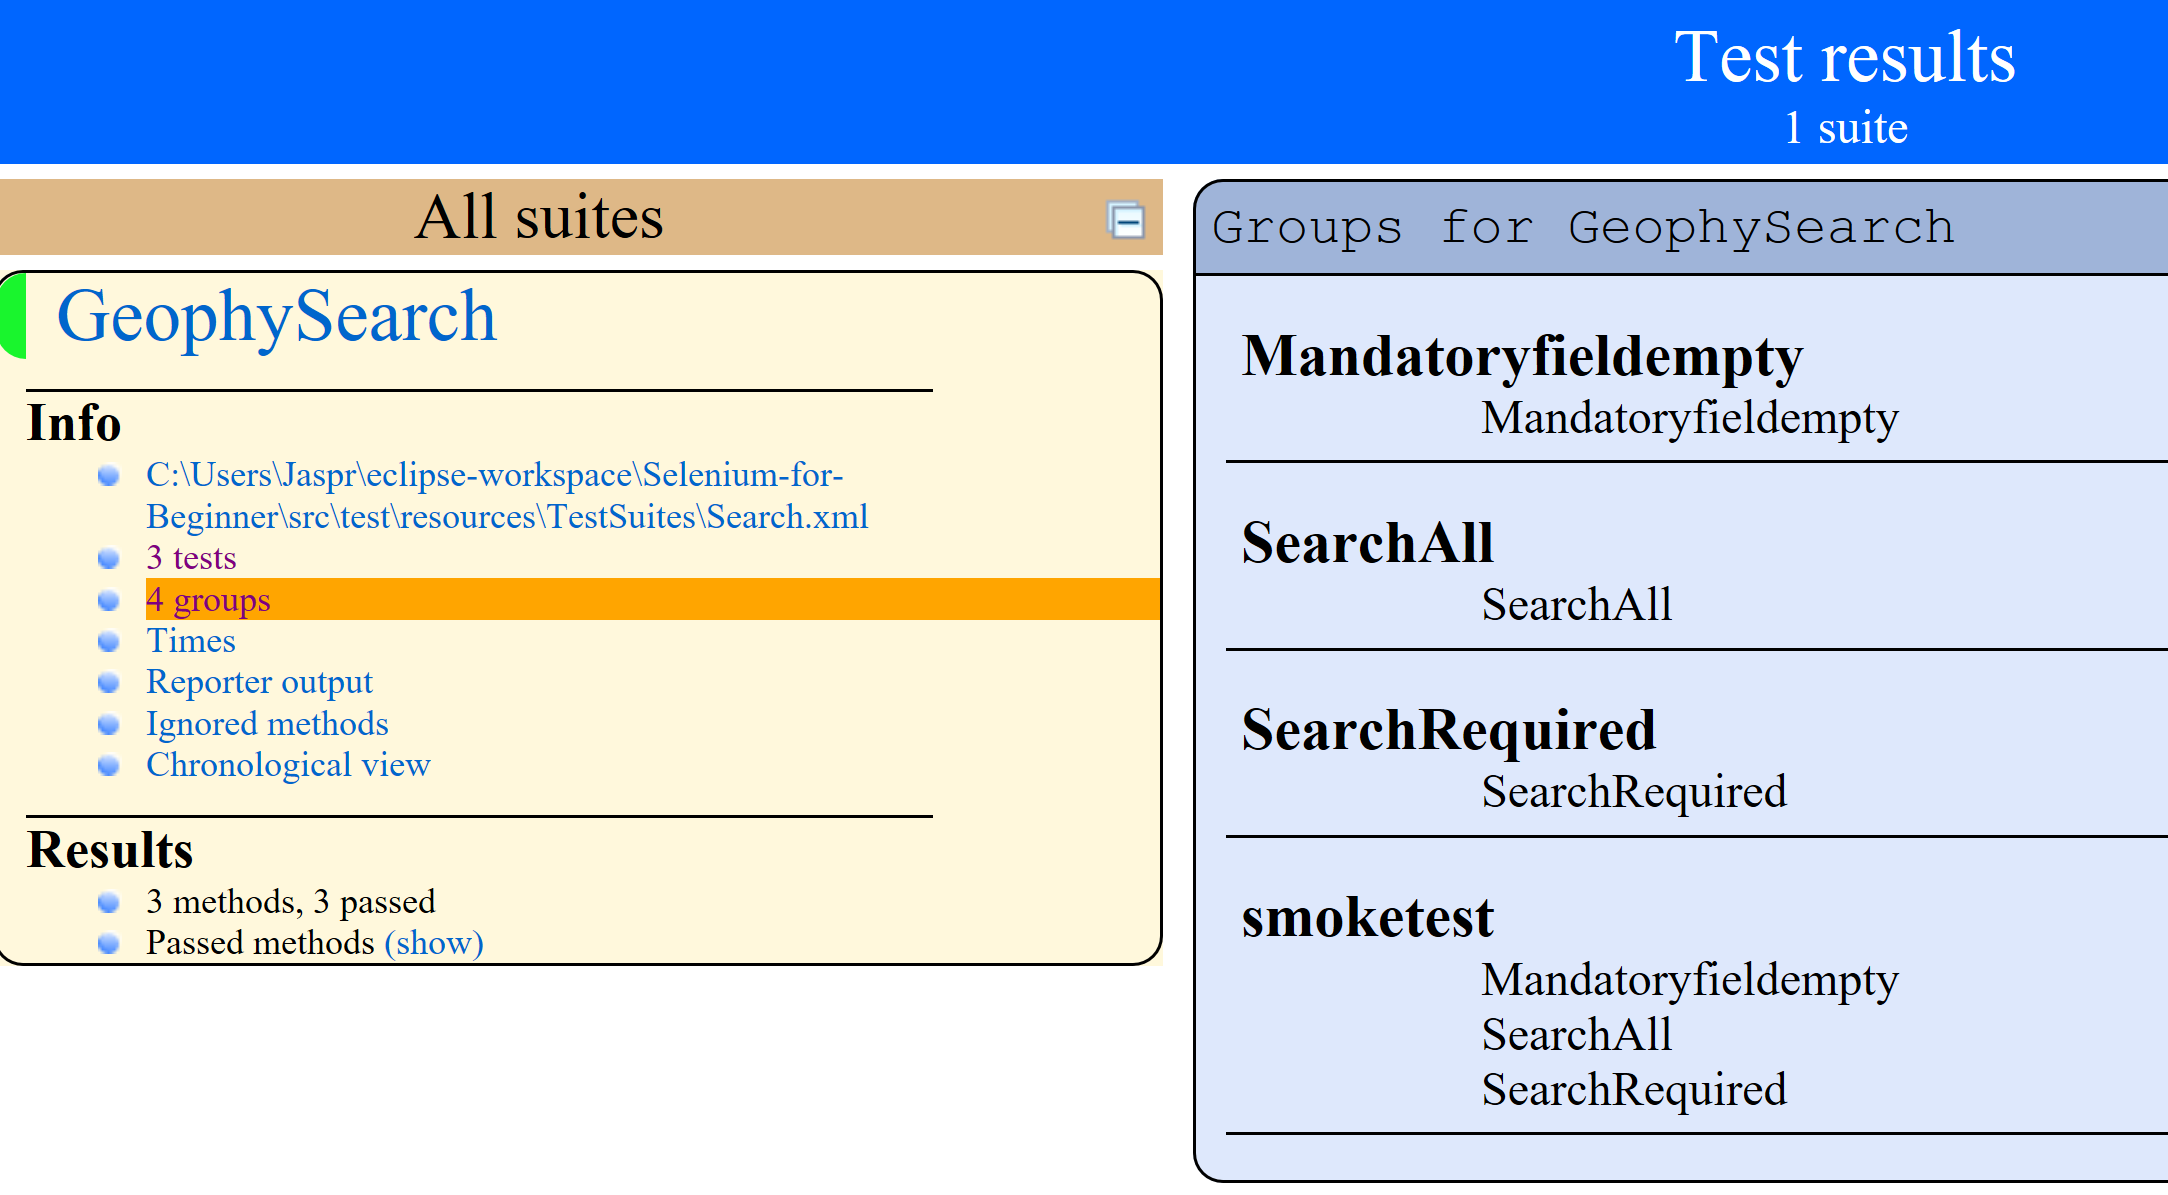 Test results
1 suite
All suites
GeophySearch
Info
C:\Users\Jaspr\eclipse-workspace\Selenium-for-
Beginner\src\test\resources\TestSuites\Search.xml
3 tests
4 groups
Times
Reporter output
Ignored methods
Chronological view
Results
3 methods, 3 passed
Passed methods (show)
Groups for GeophySearch
Mandatoryfieldempty
Mandatoryfieldempty
SearchAll
SearchAll
SearchRequired
SearchRequired
smoketest
Mandatoryfieldempty
SearchAll
SearchRequired